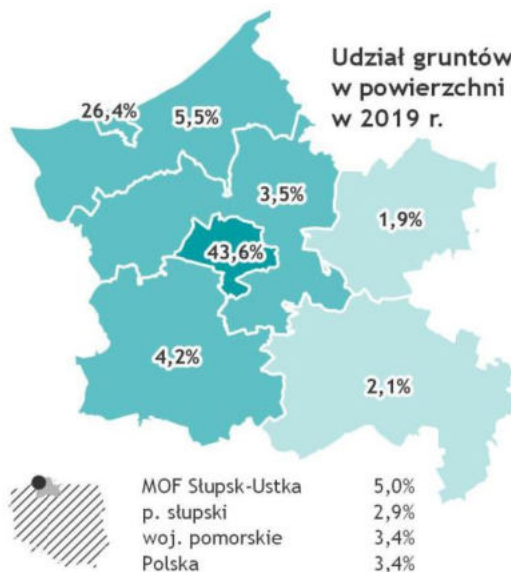 Udział gruntów
w powierzchni
w 2019 r.
26,4%
5,5%
3,5%
1,9%
43,6%
4,2%
2,1%
MOF Słupsk-Ustka 5,0%
p. słupski 2,9%
woj. pomorskie 3,4%
Polska 3,4%